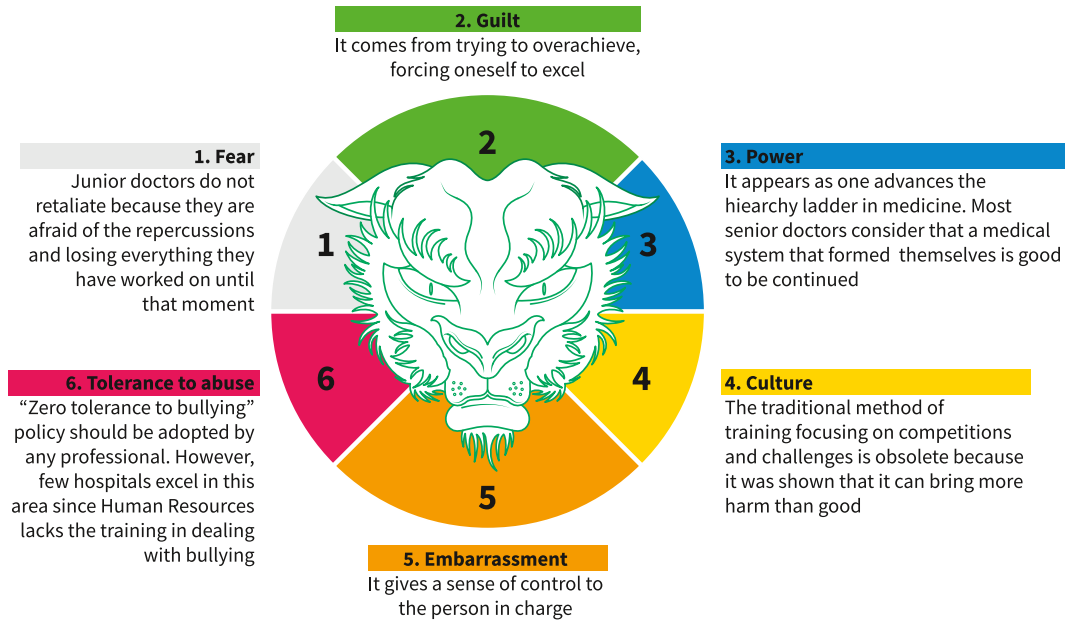 2. Guilt
It comes from trying to overachieve,
forcing oneself to excel
1. Fear
Junior doctors do not
retaliate because they are
afraid of the repercussions
and losing everything they
have worked on until
that moment
3. Power
It appears as one advances the
hiearchy ladder in medicine. Most
senior doctors consider that a medical
system that formed themselves is good
to be continued
6. Tolerance to abuse
“Zero tolerance to bullying”
policy should be adopted by
any professional. However,
few hospitals excel in this
area since Human Resources
lacks the training in dealing
with bullying
4. Culture
The traditional method of
training focusing on competitions
and challenges is obsolete because
it was shown that it can bring more
harm than good
5. Embarrassment
It gives a sense of control to
the person in charge
2
1
3
6
4
5